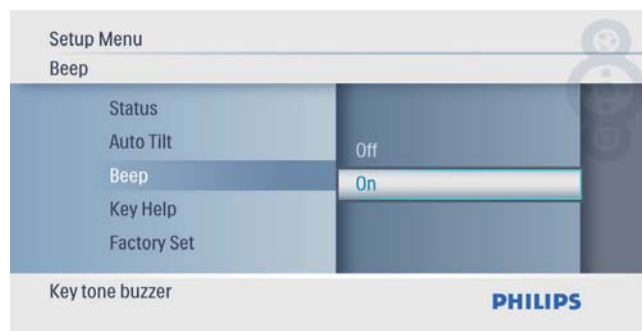 Setup Menu
Beep
Status
Auto Tilt
Beep
Key Help
Factory Set
Off
On
Key tone buzzer
PHILIPS